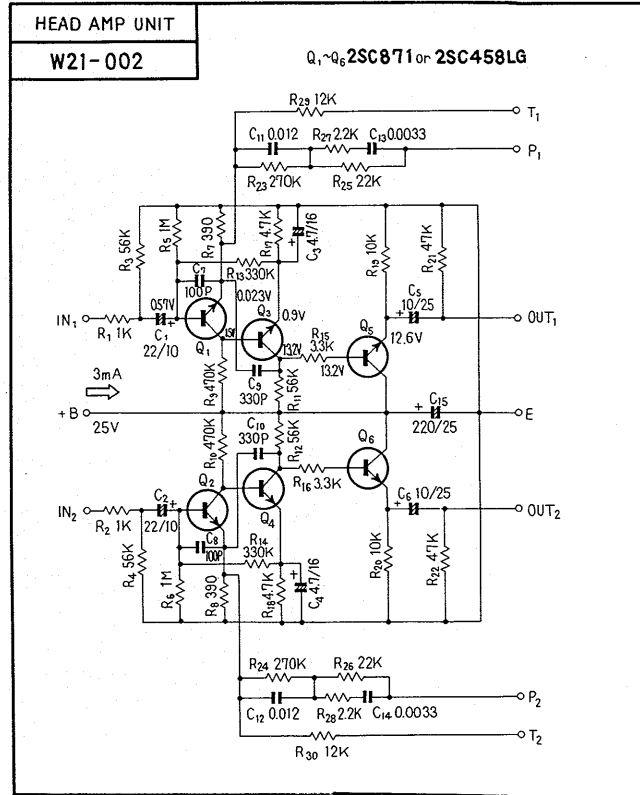 HEAD AMP UNIT
W21-002
Q₁~Q₆ 2SC871 or 2SC458LG
R₂₉ 12K
T₁
C₁₁ 0.012
R₂₇ 2.2K
C₁₃ 0.0033
P₁
R₂₃ 270K
R₂₅ 22K
R₃ 56K
R₅ 1M
R₇ 390
R₁₇ 4.7K
C₃ 4.7/16
R₁₉ 10K
R₂₁ 47K
R₁₃ 330K
C₇
100P
0.023V
C₅
10/25
0.57V
Q₃
0.9V
R₁₅
3.3K
Q₅
IN₁
R₁ 1K
C₁
22/10
Q₁
1.5V
13.2V
13.2V
12.6V
OUT₁
R₉ 470K
C₉
330P
R₁₁ 56K
3mA
+B
25V
C₁₅
220/25
E
R₁₀ 470K
C₁₀
330P
R₁₂ 56K
Q₆
Q₂
R₁₆ 3.3K
C₆ 10/25
IN₂
R₂ 1K
C₂
22/10
Q₄
OUT₂
C₈
100P
R₁₄
330K
R₄ 56K
R₆ 1M
R₈ 390
R₁₈ 4.7K
C₄ 4.7/16
R₂₀ 10K
R₂₂ 47K
R₂₄ 270K
R₂₆ 22K
C₁₂ 0.012
R₂₈ 2.2K
C₁₄ 0.0033
P₂
R₃₀ 12K
T₂